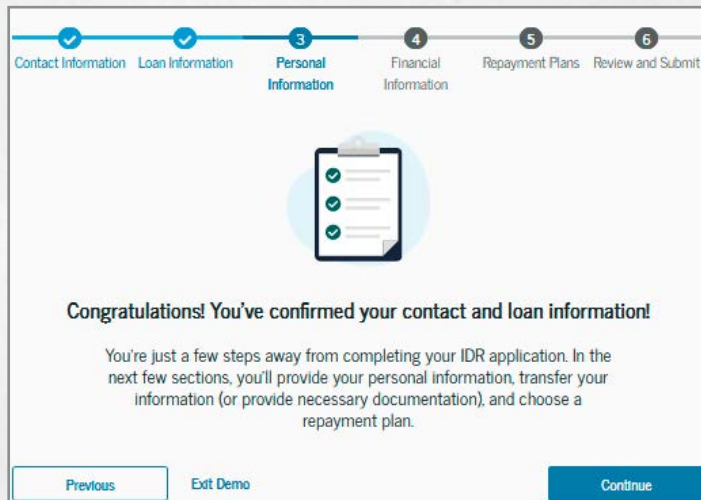 3 4 5 6
Contact Information Loan Information Personal Financial Repayment Plans Review and Submit
Information Information
Congratulations! You've confirmed your contact and loan information!
You're just a few steps away from completing your IDR application. In the
next few sections, you'll provide your personal information, transfer your
information (or provide necessary documentation), and choose a
repayment plan.
Previous Exit Demo Continue